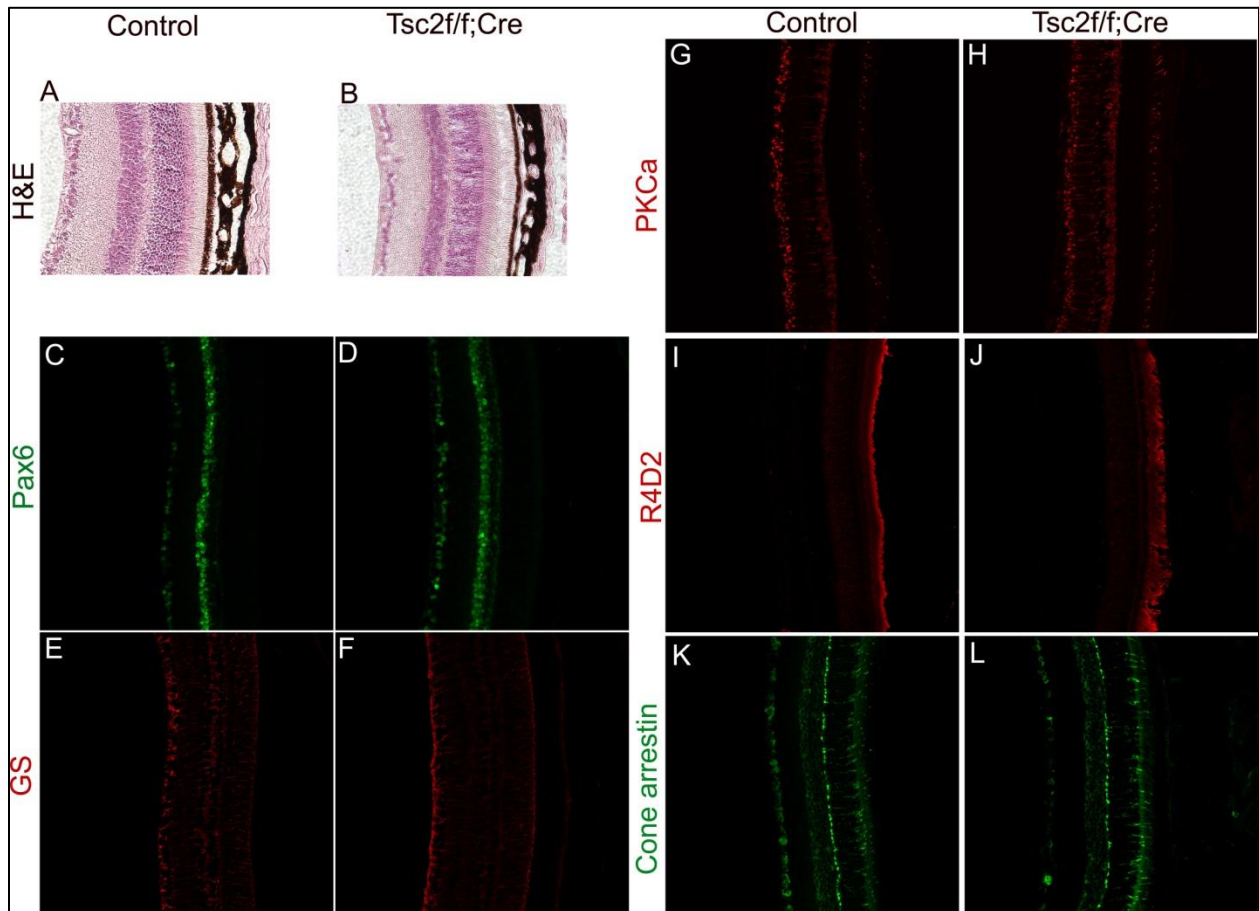 Control
Tsc2f/f;Cre
Control
Tsc2f/f;Cre
H&E
A
B
Pax6
C
D
GS
E
F
PKCa
G
H
R4D2
I
J
Cone arrestin
K
L